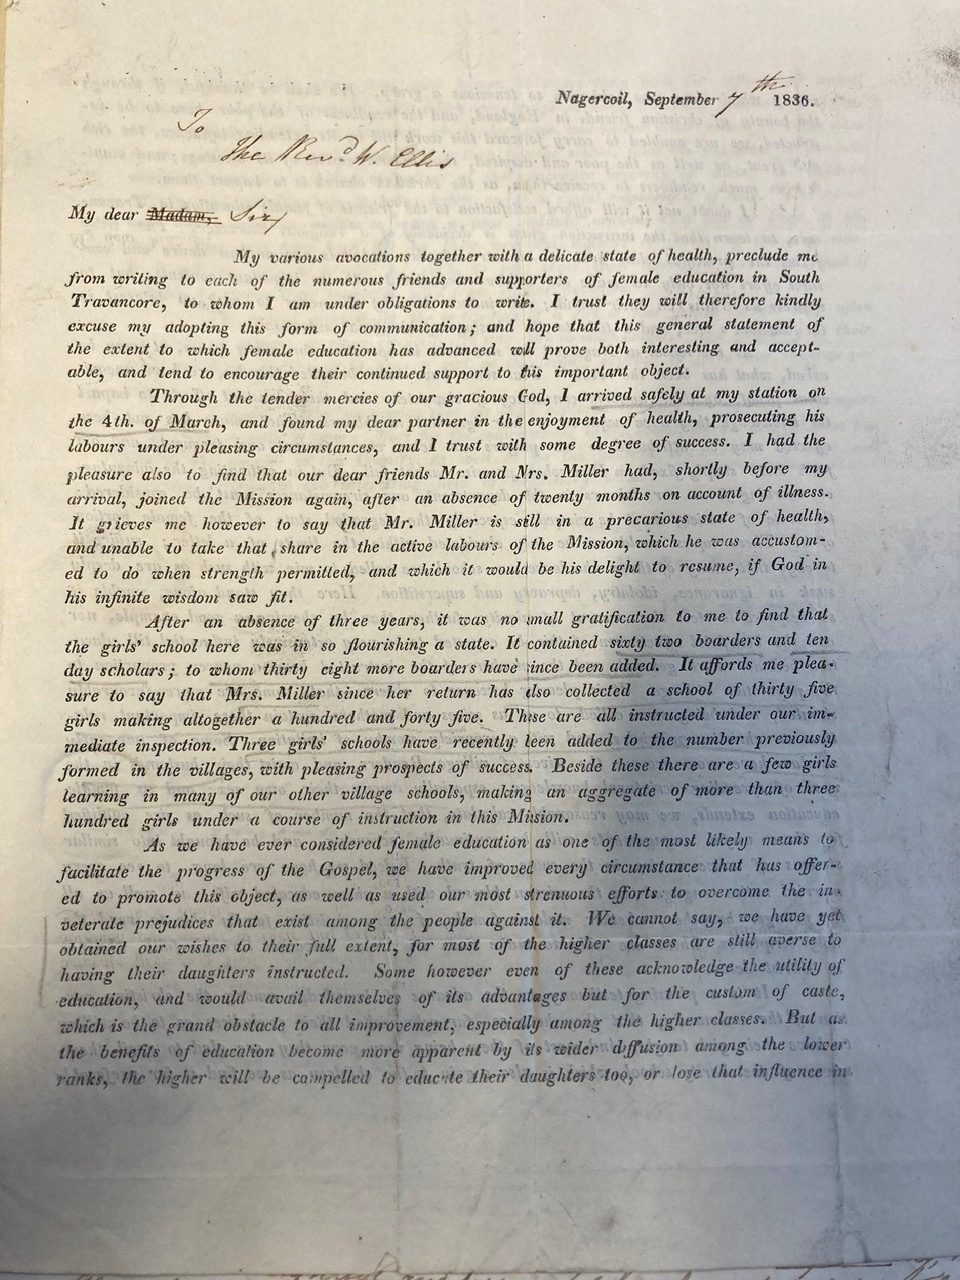 Nagercoil, September 7th 1836.
To
The Revd W. Ellis
My dear Madam, Sir
My various avocations together with a delicate state of health, preclude me
from writing to each of the numerous friends and supporters of female education in South
Travancore, to whom I am under obligations to write. I trust they will therefore kindly
excuse my adopting this form of communication; and hope that this general statement of
the extent to which female education has advanced will prove both interesting and accept-
able, and tend to encourage their continued support to this important object.
Through the tender mercies of our gracious God, I arrived safely at my station on
the 4th. of March, and found my dear partner in the enjoyment of health, prosecuting his
labours under pleasing circumstances, and I trust with some degree of success. I had the
pleasure also to find that our dear friends Mr. and Mrs. Miller had, shortly before my
arrival, joined the Mission again, after an absence of twenty months on account of illness.
It grieves me however to say that Mr. Miller is still in a precarious state of health,
and unable to take that share in the active labours of the Mission, which he was accustom-
ed to do when strength permitted, and which it would be his delight to resume, if God in
his infinite wisdom saw fit.
After an absence of three years, it was no small gratification to me to find that
the girls' school here was in so flourishing a state. It contained sixty two boarders and ten
day scholars; to whom thirty eight more boarders have since been added. It affords me plea-
sure to say that Mrs. Miller since her return has also collected a school of thirty five
girls making altogether a hundred and forty five. These are all instructed under our im-
mediate inspection. Three girls' schools have recently been added to the number previously
formed in the villages, with pleasing prospects of success. Beside these there are a few girls
learning in many of our other village schools, making an aggregate of more than three
hundred girls under a course of instruction in this Mission.
As we have ever considered female education as one of the most likely means to
facilitate the progress of the Gospel, we have improved every circumstance that has offer-
ed to promote this object, as well as used our most strenuous efforts to overcome the in-
veterate prejudices that exist among the people against it. We cannot say, we have yet
obtained our wishes to their full extent, for most of the higher classes are still averse to
having their daughters instructed. Some however even of these acknowledge the utility of
education, and would avail themselves of its advantages but for the custom of caste,
which is the grand obstacle to all improvement, especially among the higher classes. But as
the benefits of education become more apparent by its wider diffusion among the lower
ranks, the higher will be compelled to educate their daughters too, or lose that influence in